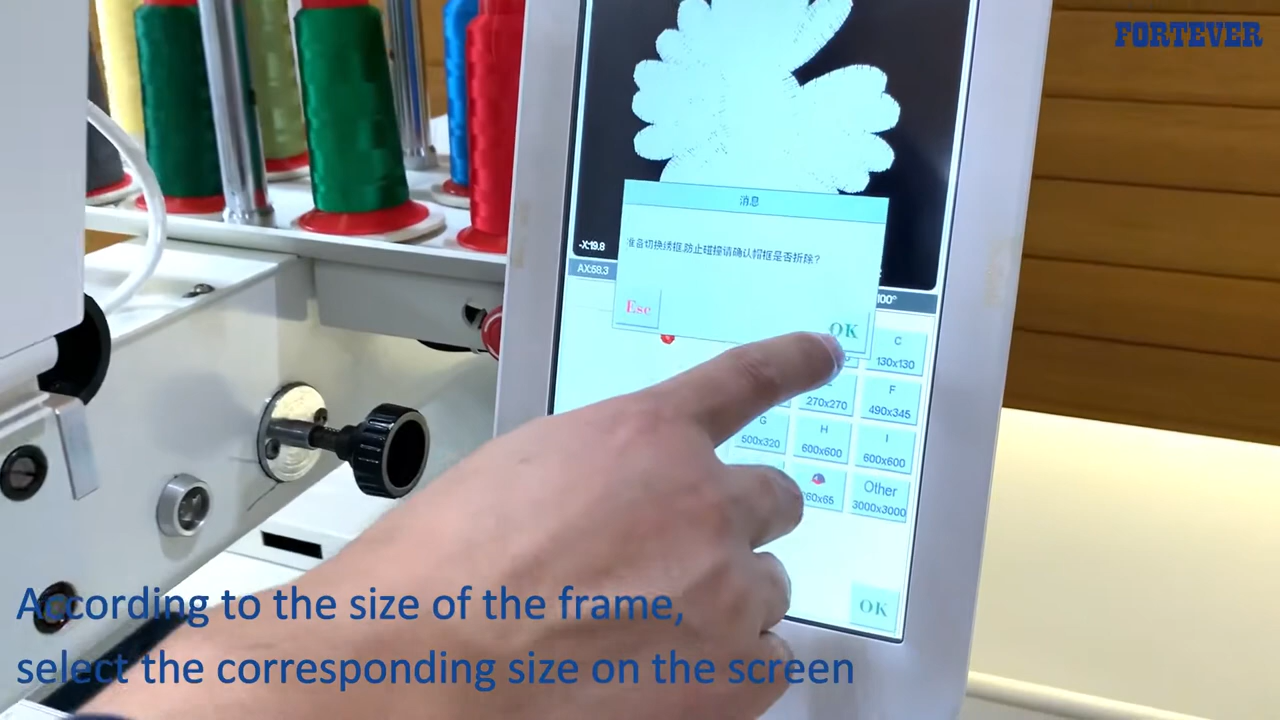 FORTEVER
消息
准备切换绣框,防止碰撞请确认帽框是否折除?
-X:19.8
AX:58.3
100°
Esc
OK
C
130x130
270x270
F
490x345
G
500x320
H
600x600
I
600x600
Other
3000x3000
OK
According to the size of the frame,
select the corresponding size on the screen